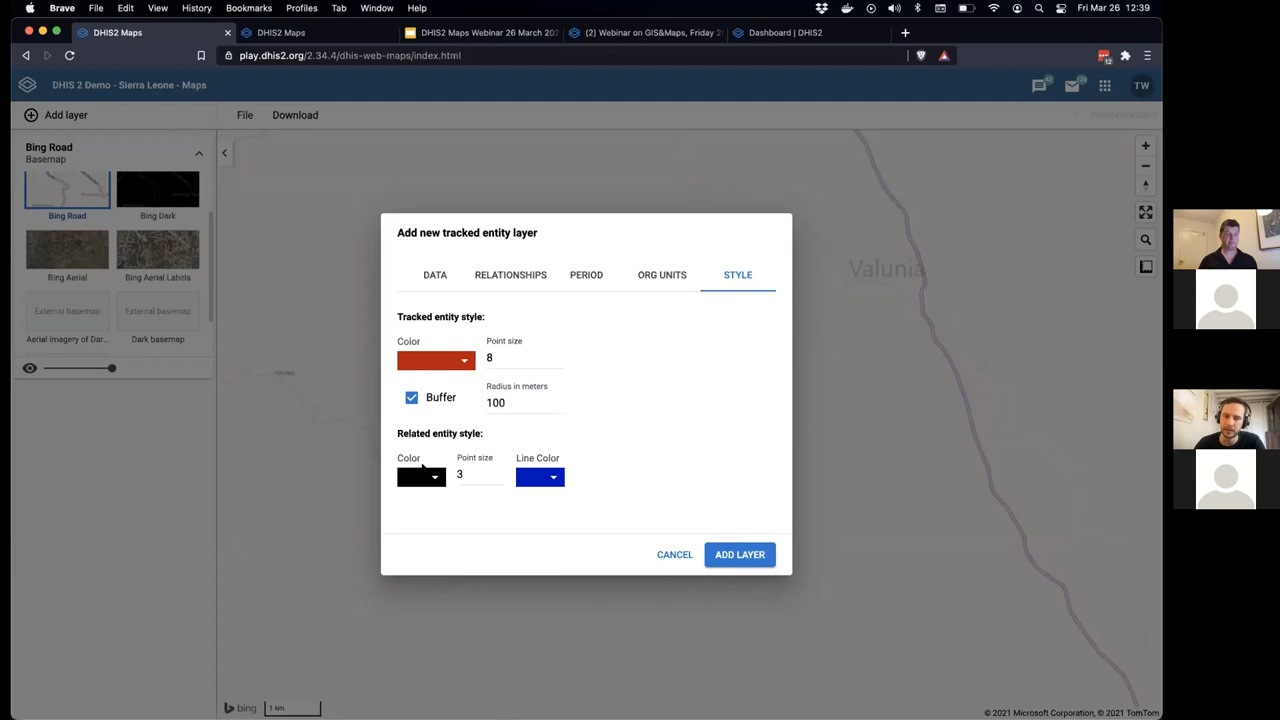 Brave File Edit View History Bookmarks Profiles Tab Window Help Fri Mar 26 12:39
DHIS2 Maps DHIS2 Maps DHIS2 Maps Webinar 26 March 202 (2) Webinar on GIS&Maps, Friday 2 Dashboard | DHIS2
play.dhis2.org/2.34.4/dhis-web-maps/index.html 12
DHIS 2 Demo - Sierra Leone - Maps TW
Add layer File Download Interpretations
Bing Road
Basemap
Bing Road Bing Dark
Bing Aerial Bing Aerial Labels
External basemap External basemap
Aerial imagery of Dar... Dark basemap
Valunia
Add new tracked entity layer
DATA RELATIONSHIPS PERIOD ORG UNITS STYLE
Tracked entity style:
Color Point size
8
Radius in meters
Buffer 100
Related entity style:
Color Point size Line Color
3
CANCEL ADD LAYER
bing 1 km © 2021 Microsoft Corporation, © 2021 TomTom